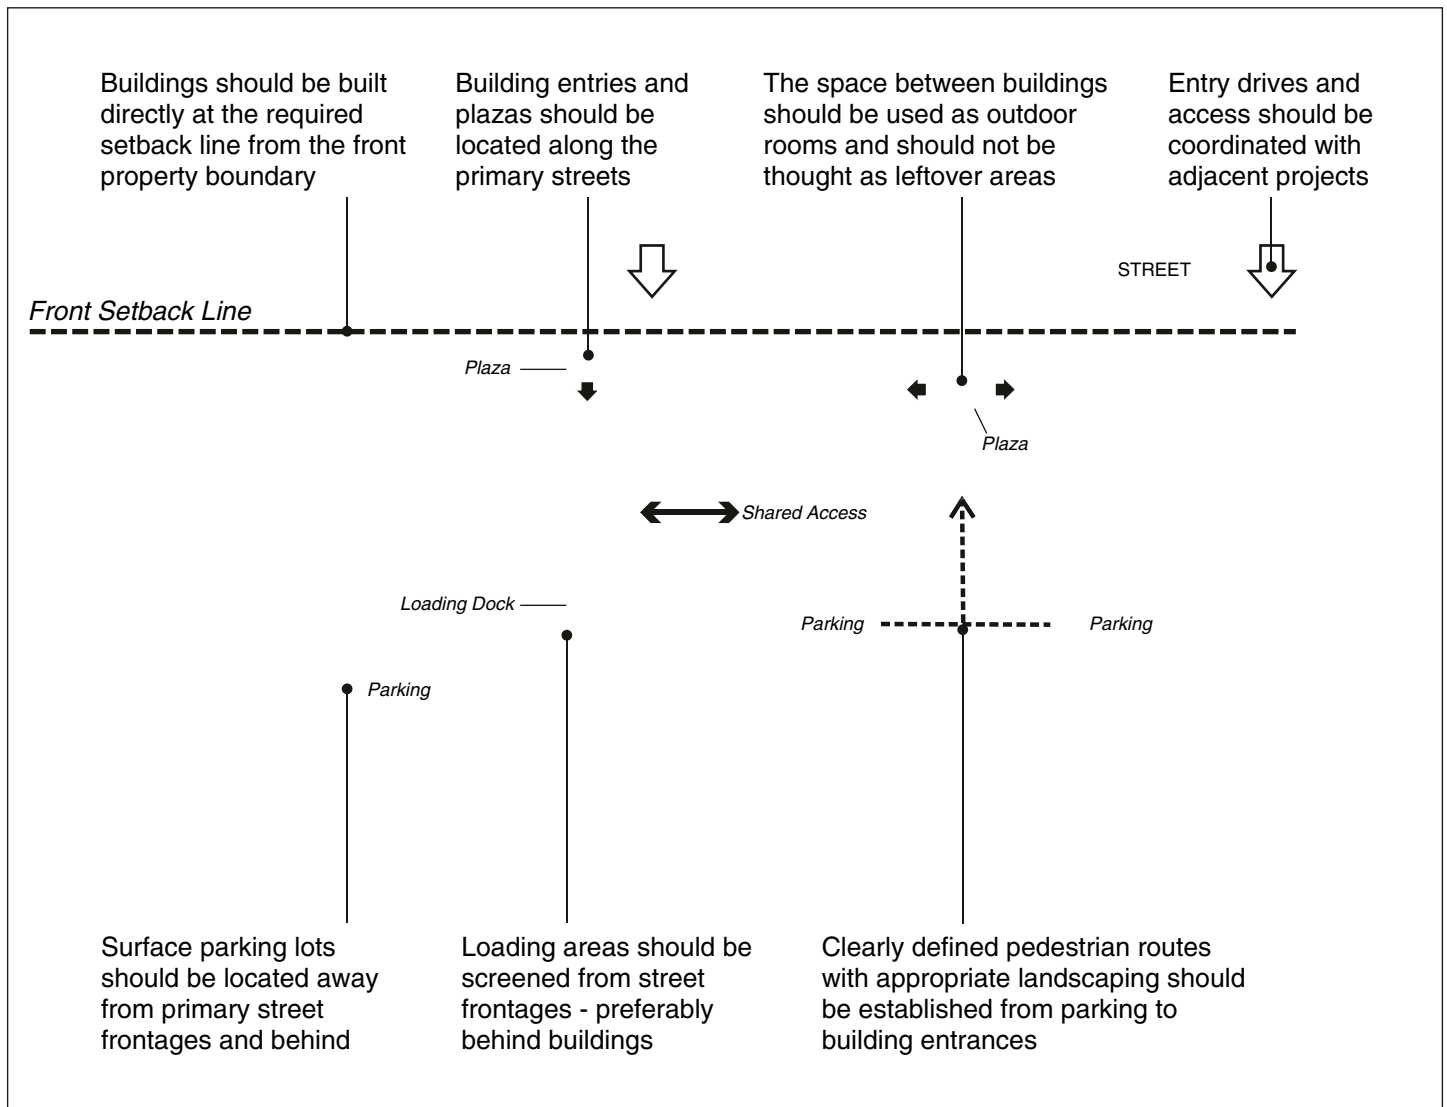 Buildings should be built
directly at the required
setback line from the front
property boundary
Building entries and
plazas should be
located along the
primary streets
The space between buildings
should be used as outdoor
rooms and should not be
thought as leftover areas
Entry drives and
access should be
coordinated with
adjacent projects
STREET
Front Setback Line
Plaza
Plaza
Shared Access
Loading Dock
Parking
Parking
Parking
Surface parking lots
should be located away
from primary street
frontages and behind
Loading areas should be
screened from street
frontages - preferably
behind buildings
Clearly defined pedestrian routes
with appropriate landscaping should
be established from parking to
building entrances